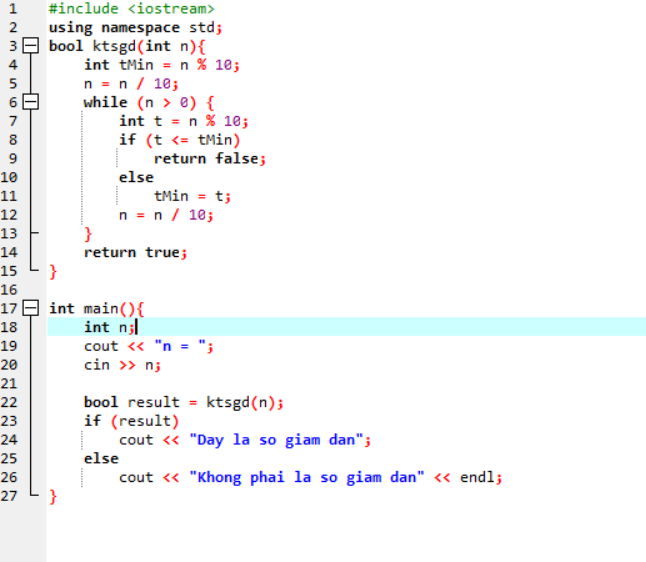 1 #include <iostream>
2 using namespace std;
3 bool ktsgd(int n){
4     int tMin = n % 10;
5     n = n / 10;
6     while (n > 0) {
7         int t = n % 10;
8         if (t <= tMin)
9             return false;
10         else
11             tMin = t;
12         n = n / 10;
13     }
14     return true;
15 }
16
17 int main(){
18     int n;
19     cout << "n = ";
20     cin >> n;
21
22     bool result = ktsgd(n);
23     if (result)
24         cout << "Day la so giam dan";
25     else
26         cout << "Khong phai la so giam dan" << endl;
27 }